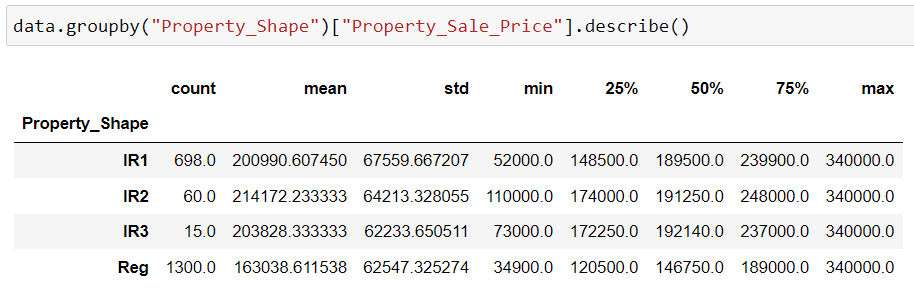 data.groupby("Property_Shape")["Property_Sale_Price"].describe()
count mean std min 25% 50% 75% max
Property_Shape
IR1 698.0 200990.607450 67559.667207 52000.0 148500.0 189500.0 239900.0 340000.0
IR2 60.0 214172.233333 64213.328055 110000.0 174000.0 191250.0 248000.0 340000.0
IR3 15.0 203828.333333 62233.650511 73000.0 172250.0 192140.0 237000.0 340000.0
Reg 1300.0 163038.611538 62547.325274 34900.0 120500.0 146750.0 189000.0 340000.0